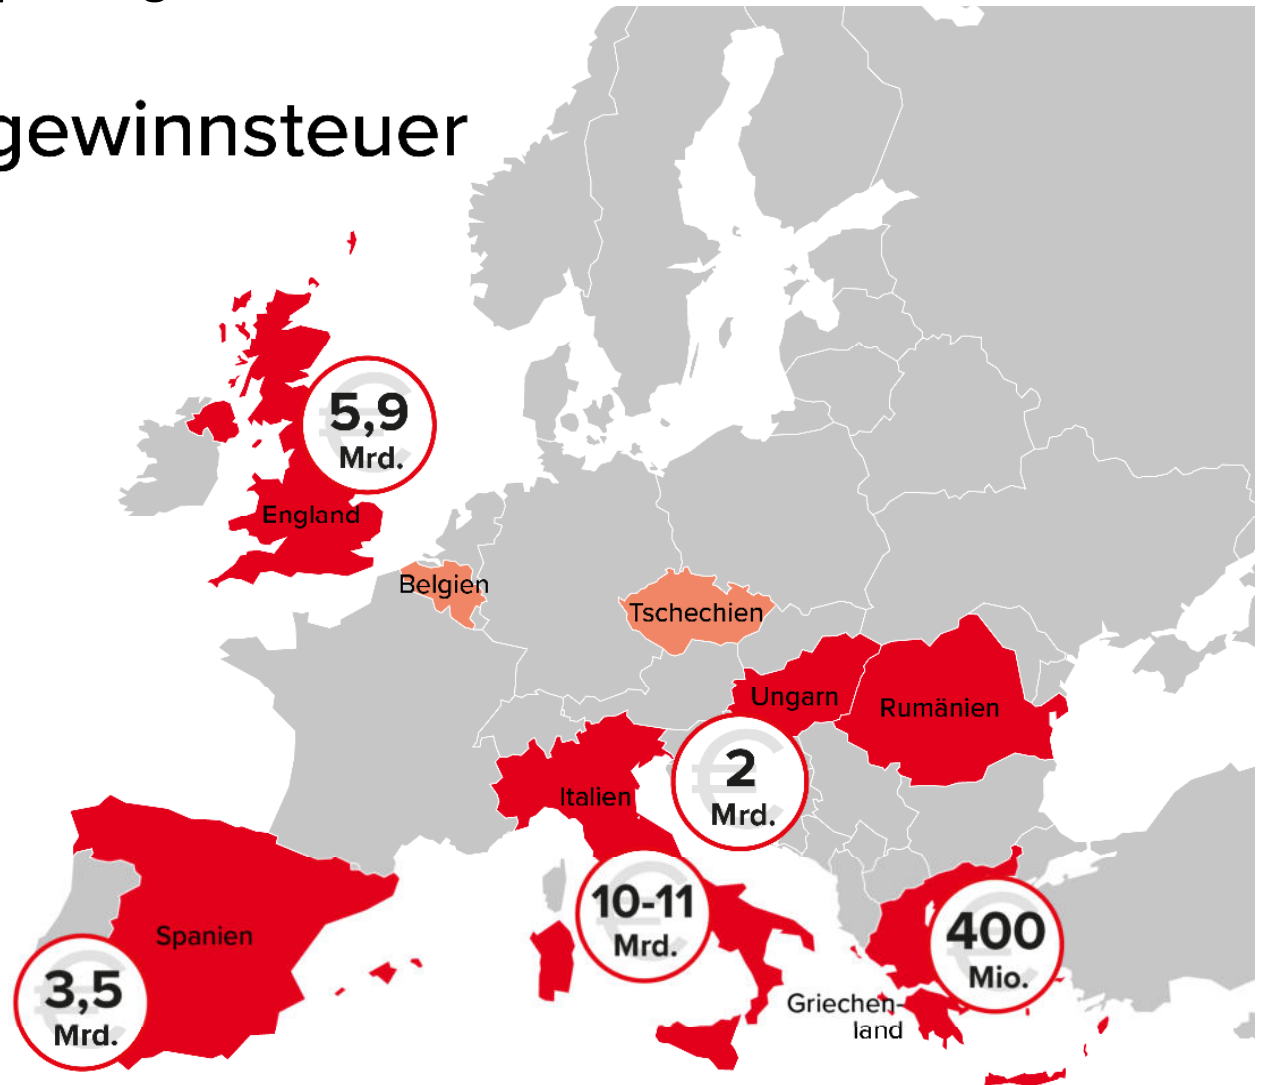 gewinnsteuer
5,9
Mrd.
England
Belgien
Tschechien
Ungarn
Rumänien
2
Mrd.
Italien
10-11
Mrd.
400
Mio.
Spanien
3,5
Mrd.
Griechen-
land